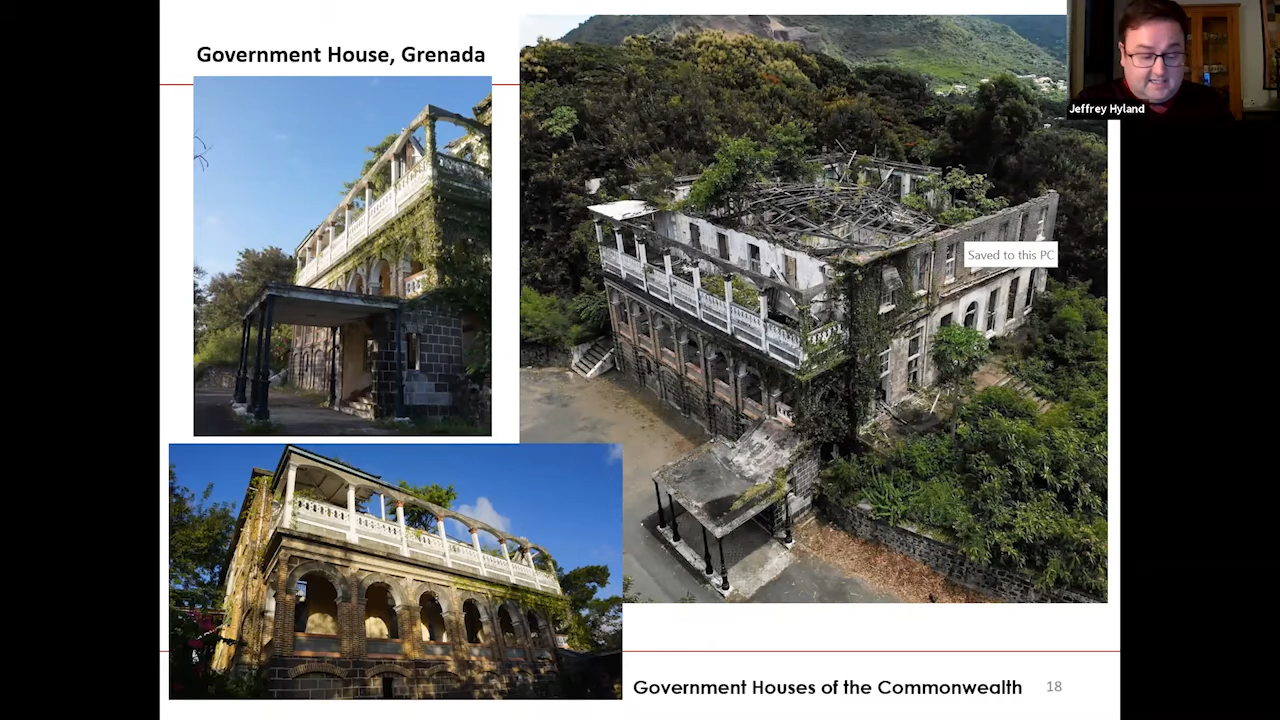 Government House, Grenada
Jeffrey Hyland
Saved to this PC
Government Houses of the Commonwealth 18